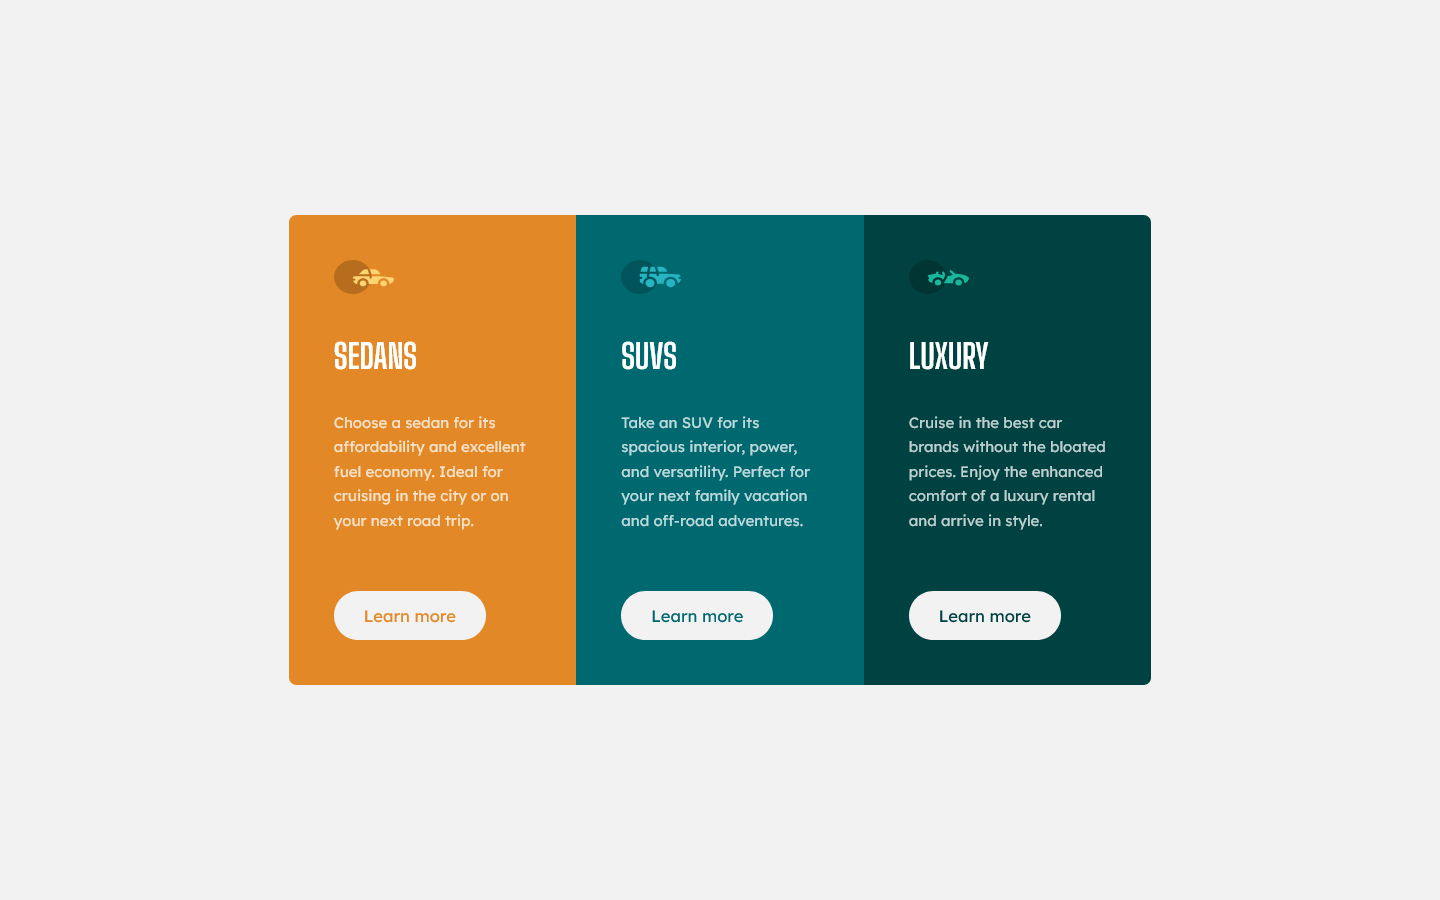 SEDANS
Choose a sedan for its
affordability and excellent
fuel economy. Ideal for
cruising in the city or on
your next road trip.
Learn more
SUVS
Take an SUV for its
spacious interior, power,
and versatility. Perfect for
your next family vacation
and off-road adventures.
Learn more
LUXURY
Cruise in the best car
brands without the bloated
prices. Enjoy the enhanced
comfort of a luxury rental
and arrive in style.
Learn more